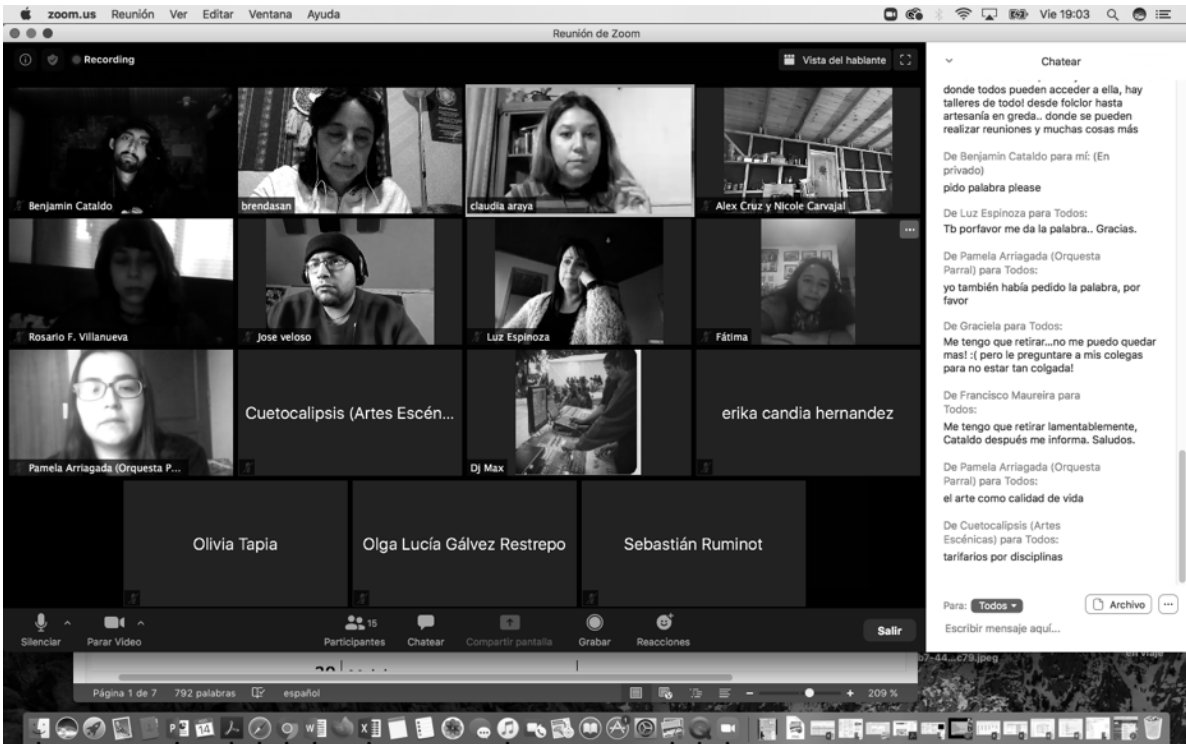 zoom.us Reunión Ver Editar Ventana Ayuda
Vie 19:03
Reunión de Zoom
Recording
Vista del hablante
Chatear
donde todos pueden acceder a ella, hay
talleres de todo! desde folclor hasta
artesanía en greda.. donde se pueden
realizar reuniones y muchas cosas más
De Benjamin Cataldo para mí: (En
privado)
pido palabra please
De Luz Espinoza para Todos:
Tb porfavor me da la palabra.. Gracias.
De Pamela Arriagada (Orquesta
Parral) para Todos:
yo también había pedido la palabra, por
favor
De Graciela para Todos:
Me tengo que retirar...no me puedo quedar
mas! :( pero le preguntare a mis colegas
para no estar tan colgada!
De Francisco Maureira para
Todos:
Me tengo que retirar lamentablemente,
Cataldo después me informa. Saludos.
De Pamela Arriagada (Orquesta
Parral) para Todos:
el arte como calidad de vida
De Cuetocalipsis (Artes
Escénicas) para Todos:
tarifarios por disciplinas
Para: Todos
Archivo
Escribir mensaje aquí...
Benjamin Cataldo
brendasan
claudia araya
Alex Cruz y Nicole Carvajal
Rosario F. Villanueva
Jose veloso
Luz Espinoza
Fátima
Pamela Arriagada (Orquesta P...
Cuetocalipsis (Artes Escén...
Dj Max
erika candia hernandez
Olivia Tapia
Olga Lucía Gálvez Restrepo
Sebastián Ruminot
Silenciar
Parar Video
Participantes 15
Chatear
Compartir pantalla
Grabar
Reacciones
Salir
Página 1 de 7 792 palabras español
209 %